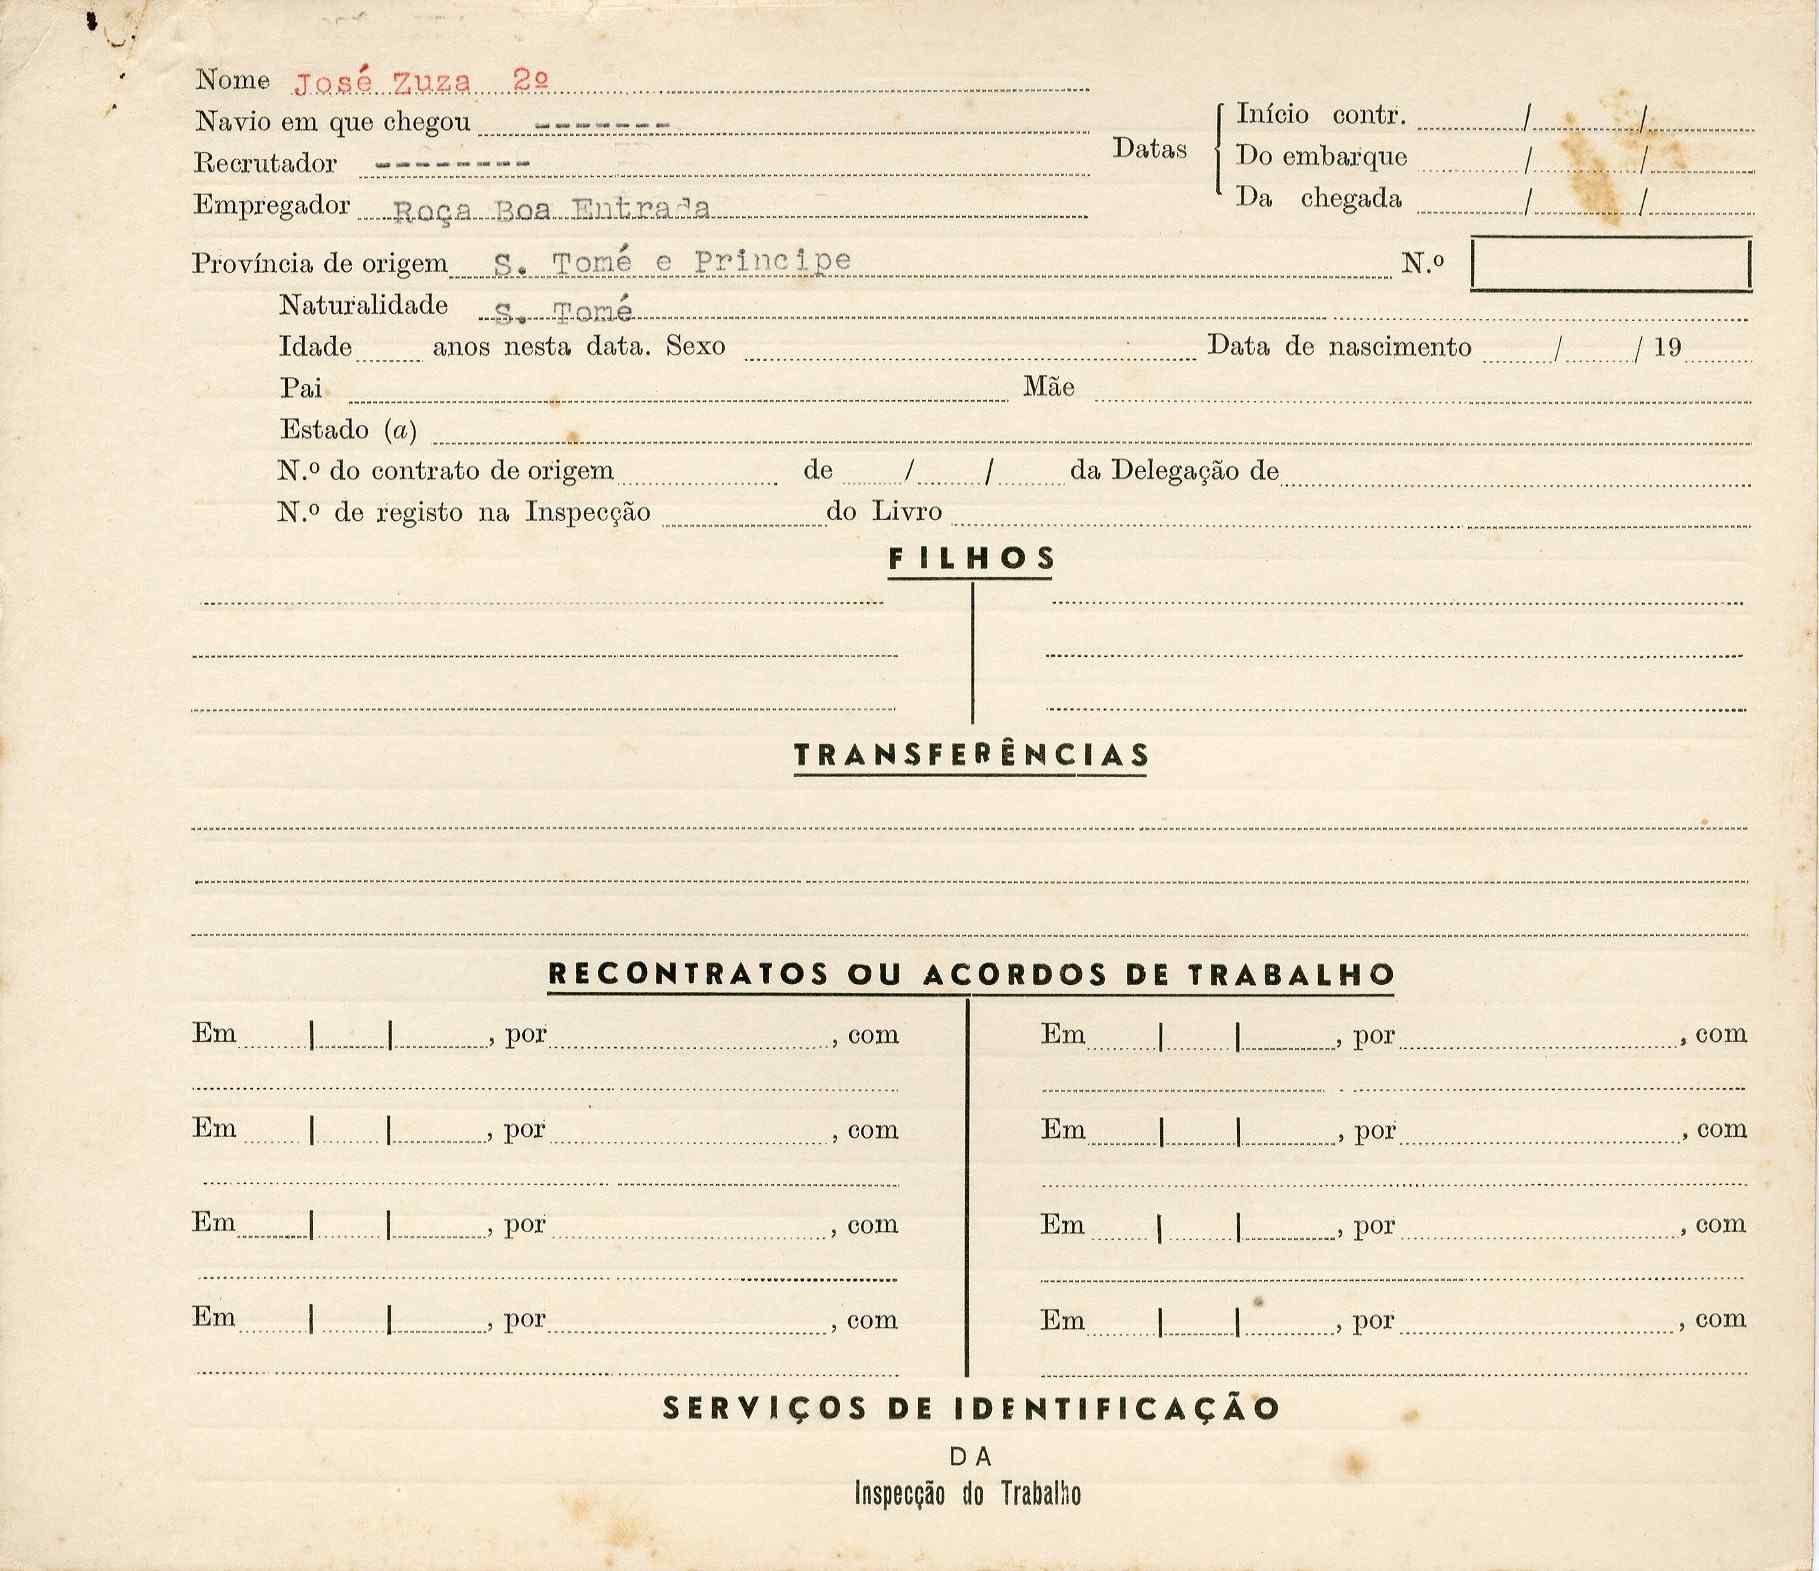 Nome José Zuza 2º
Navio em que chegou -------
Recrutador --------
Empregador Roça Boa Entrada
Datas
Início contr. / /
Do embarque / /
Da chegada / /
Província de origem S. Tomé e Principe N.º
Naturalidade S. Tomé
Idade anos nesta data. Sexo Data de nascimento / / 19
Pai Mãe
Estado (a)
N.º do contrato de origem de / / da Delegação de
N.º de registo na Inspecção do Livro
FILHOS
TRANSFERÊNCIAS
RECONTRATOS OU ACORDOS DE TRABALHO
Em | | , por , com Em | | , por , com
Em | | , por , com Em | | , por , com
Em | | , por , com Em | | , por , com
Em | | , por , com Em | | , por , com
SERVIÇOS DE IDENTIFICAÇÃO
DA
Inspecção do Trabalho